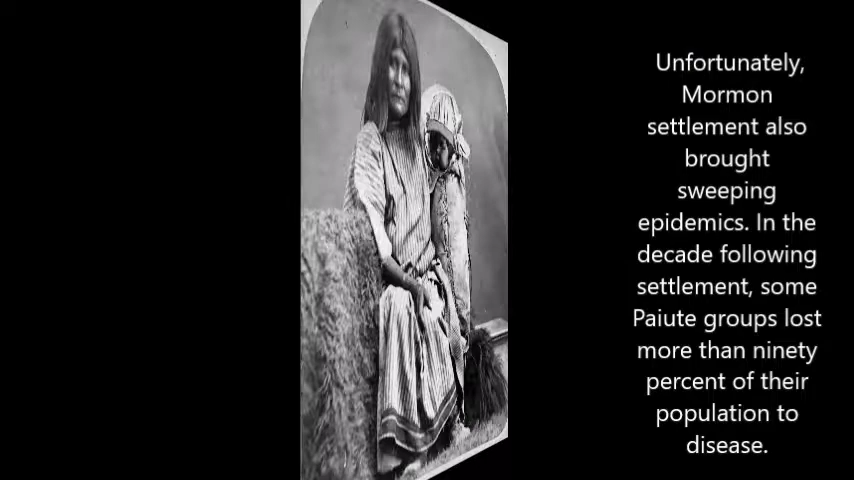 Unfortunately,
Mormon
settlement also
brought
sweeping
epidemics. In the
decade following
settlement, some
Paiute groups lost
more than ninety
percent of their
population to
disease.